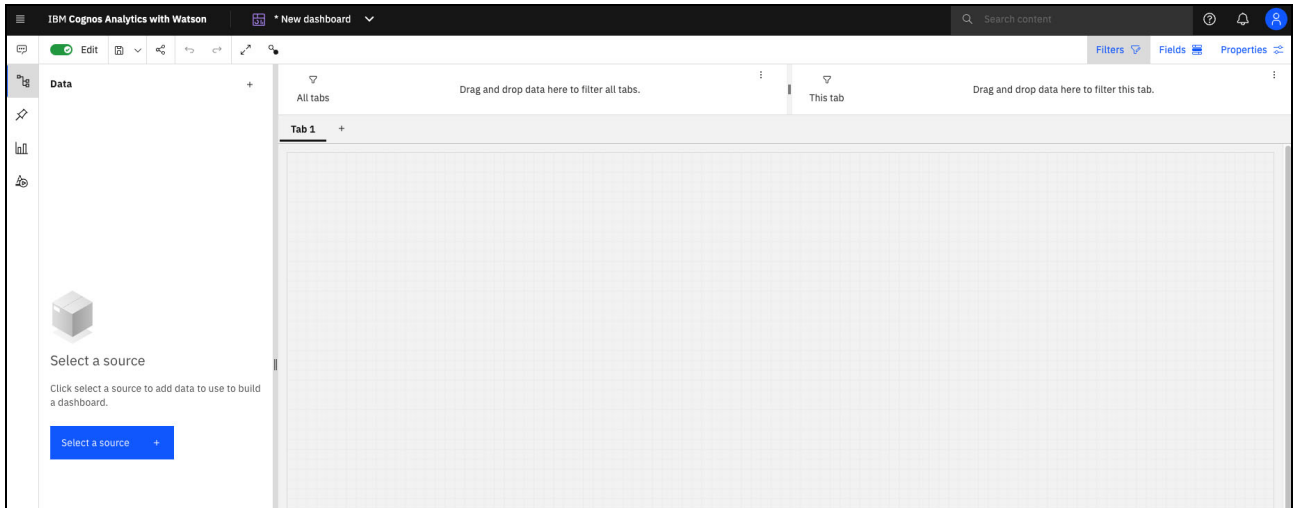 IBM Cognos Analytics with Watson
* New dashboard
Search content
Edit
Filters
Fields
Properties
Data
+
All tabs
Drag and drop data here to filter all tabs.
This tab
Drag and drop data here to filter this tab.
Tab 1 +
Select a source
Click select a source to add data to use to build
a dashboard.
Select a source +